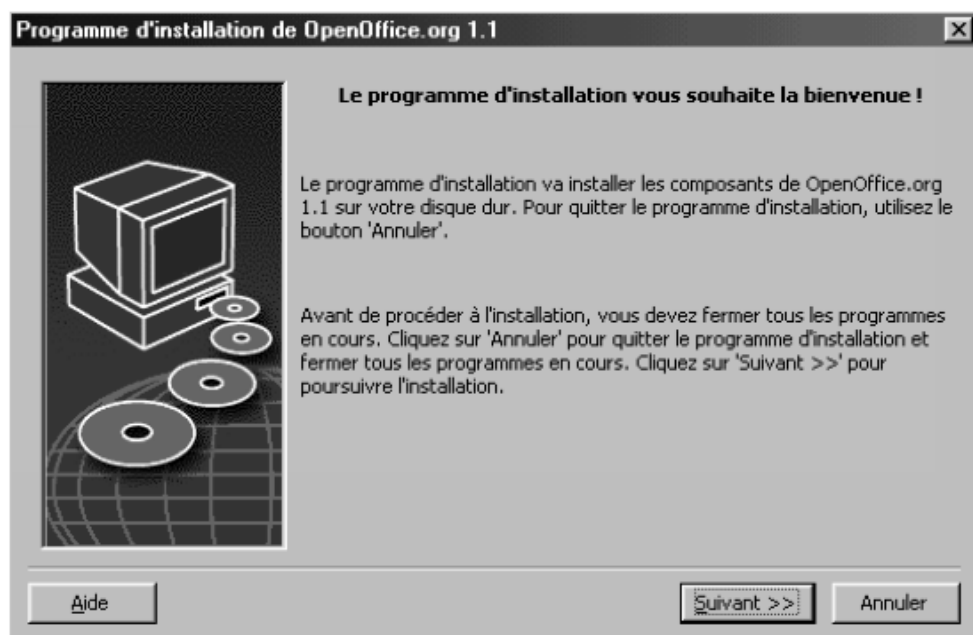 Programme d'installation de OpenOffice.org 1.1
Le programme d'installation vous souhaite la bienvenue !
Le programme d'installation va installer les composants de OpenOffice.org
1.1 sur votre disque dur. Pour quitter le programme d'installation, utilisez le
bouton 'Annuler'.
Avant de procéder à l'installation, vous devez fermer tous les programmes
en cours. Cliquez sur 'Annuler' pour quitter le programme d'installation et
fermer tous les programmes en cours. Cliquez sur 'Suivant >>' pour
poursuivre l'installation.
Aide
Suivant >>
Annuler